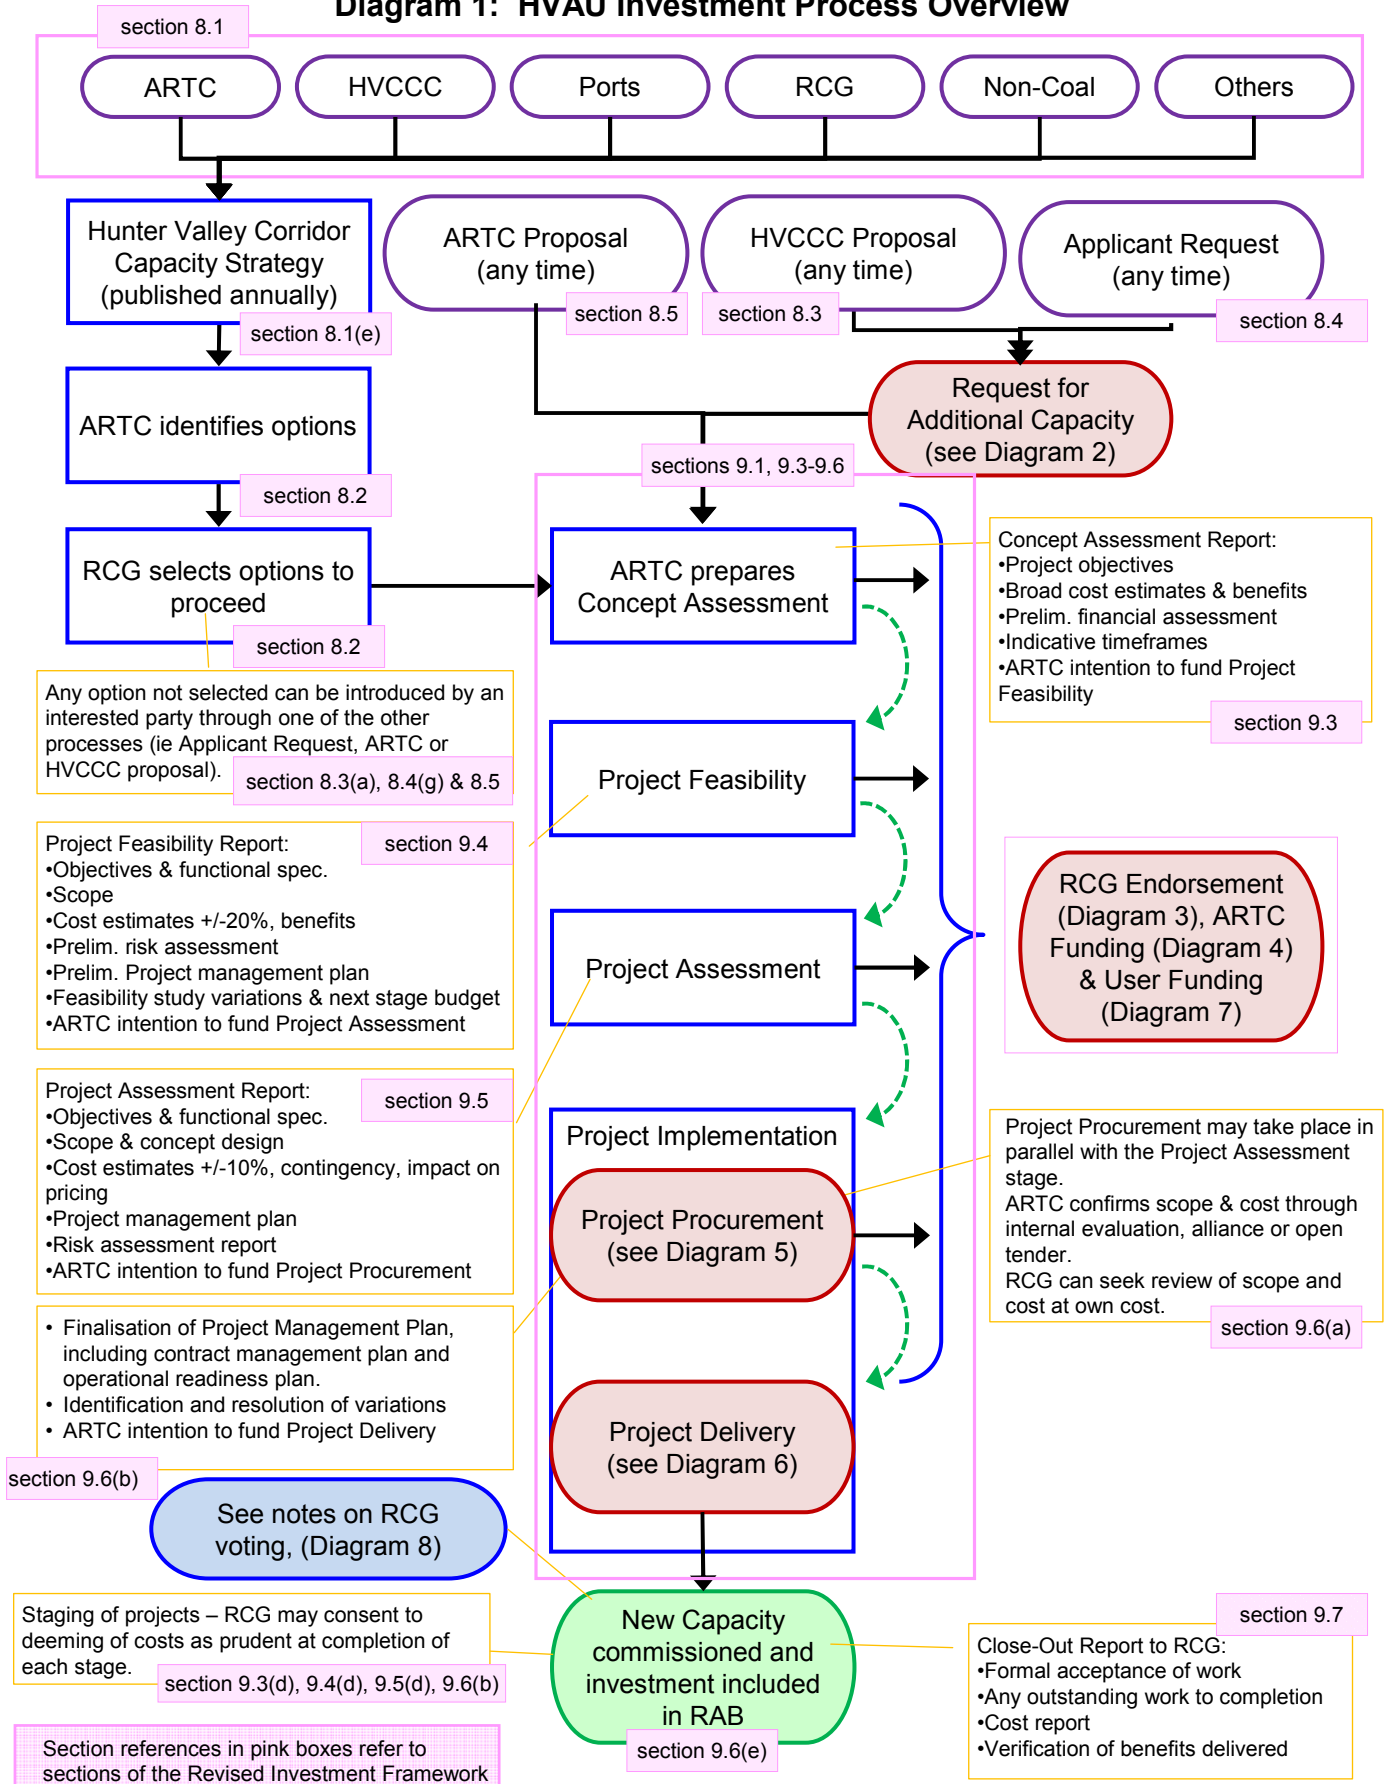 Diagram 1: HVAU Investment Process Overview
section 8.1
ARTC
HVCCC
Ports
RCG
Non-Coal
Others
Hunter Valley Corridor
Capacity Strategy
(published annually)
section 8.1(e)
ARTC Proposal
(any time)
section 8.5
HVCCC Proposal
(any time)
section 8.3
Applicant Request
(any time)
section 8.4
ARTC identifies options
section 8.2
Request for
Additional Capacity
(see Diagram 2)
sections 9.1, 9.3-9.6
RCG selects options to
proceed
section 8.2
ARTC prepares
Concept Assessment
Concept Assessment Report:
•Project objectives
•Broad cost estimates & benefits
•Prelim. financial assessment
•Indicative timeframes
•ARTC intention to fund Project
Feasibility
section 9.3
Any option not selected can be introduced by an
interested party through one of the other
processes (ie Applicant Request, ARTC or
HVCCC proposal).
section 8.3(a), 8.4(g) & 8.5
Project Feasibility
Project Feasibility Report:
section 9.4
•Objectives & functional spec.
•Scope
•Cost estimates +/-20%, benefits
•Prelim. risk assessment
•Prelim. Project management plan
•Feasibility study variations & next stage budget
•ARTC intention to fund Project Assessment
Project Assessment
RCG Endorsement
(Diagram 3), ARTC
Funding (Diagram 4)
& User Funding
(Diagram 7)
Project Assessment Report:
section 9.5
•Objectives & functional spec.
•Scope & concept design
•Cost estimates +/-10%, contingency, impact on
pricing
•Project management plan
•Risk assessment report
•ARTC intention to fund Project Procurement
Project Implementation
Project Procurement
(see Diagram 5)
Project Procurement may take place in
parallel with the Project Assessment
stage.
ARTC confirms scope & cost through
internal evaluation, alliance or open
tender.
RCG can seek review of scope and
cost at own cost.
section 9.6(a)
• Finalisation of Project Management Plan,
including contract management plan and
operational readiness plan.
• Identification and resolution of variations
• ARTC intention to fund Project Delivery
section 9.6(b)
Project Delivery
(see Diagram 6)
See notes on RCG
voting, (Diagram 8)
Staging of projects – RCG may consent to
deeming of costs as prudent at completion of
each stage.
section 9.3(d), 9.4(d), 9.5(d), 9.6(b)
New Capacity
commissioned and
investment included
in RAB
section 9.6(e)
section 9.7
Close-Out Report to RCG:
•Formal acceptance of work
•Any outstanding work to completion
•Cost report
•Verification of benefits delivered
Section references in pink boxes refer to
sections of the Revised Investment Framework